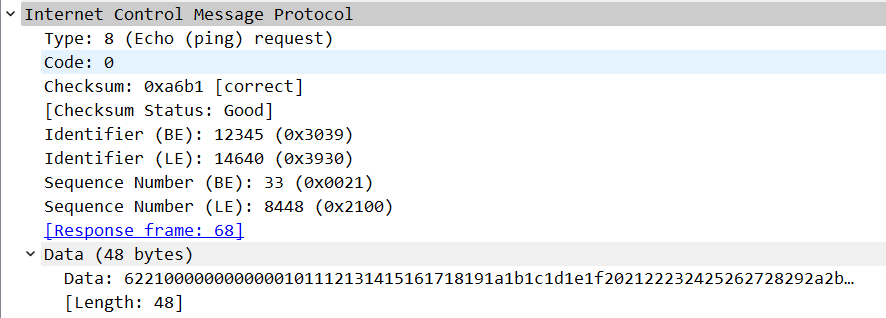 Internet Control Message Protocol
Type: 8 (Echo (ping) request)
Code: 0
Checksum: 0xa6b1 [correct]
[Checksum Status: Good]
Identifier (BE): 12345 (0x3039)
Identifier (LE): 14640 (0x3930)
Sequence Number (BE): 33 (0x0021)
Sequence Number (LE): 8448 (0x2100)
[Response frame: 68]
Data (48 bytes)
Data: 6221000000000000101112131415161718191a1b1c1d1e1f202122232425262728292a2b…
[Length: 48]